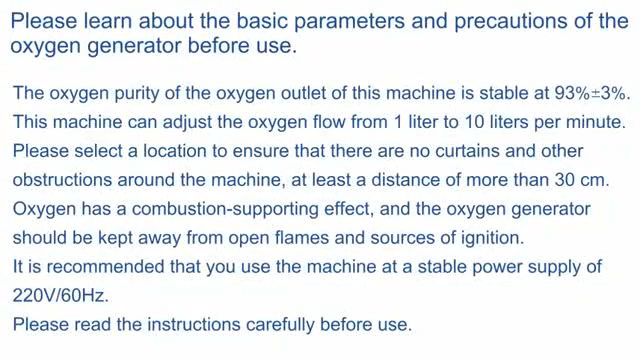 Please learn about the basic parameters and precautions of the
oxygen generator before use.
The oxygen purity of the oxygen outlet of this machine is stable at 93%±3%.
This machine can adjust the oxygen flow from 1 liter to 10 liters per minute.
Please select a location to ensure that there are no curtains and other
obstructions around the machine, at least a distance of more than 30 cm.
Oxygen has a combustion-supporting effect, and the oxygen generator
should be kept away from open flames and sources of ignition.
It is recommended that you use the machine at a stable power supply of
220V/60Hz.
Please read the instructions carefully before use.